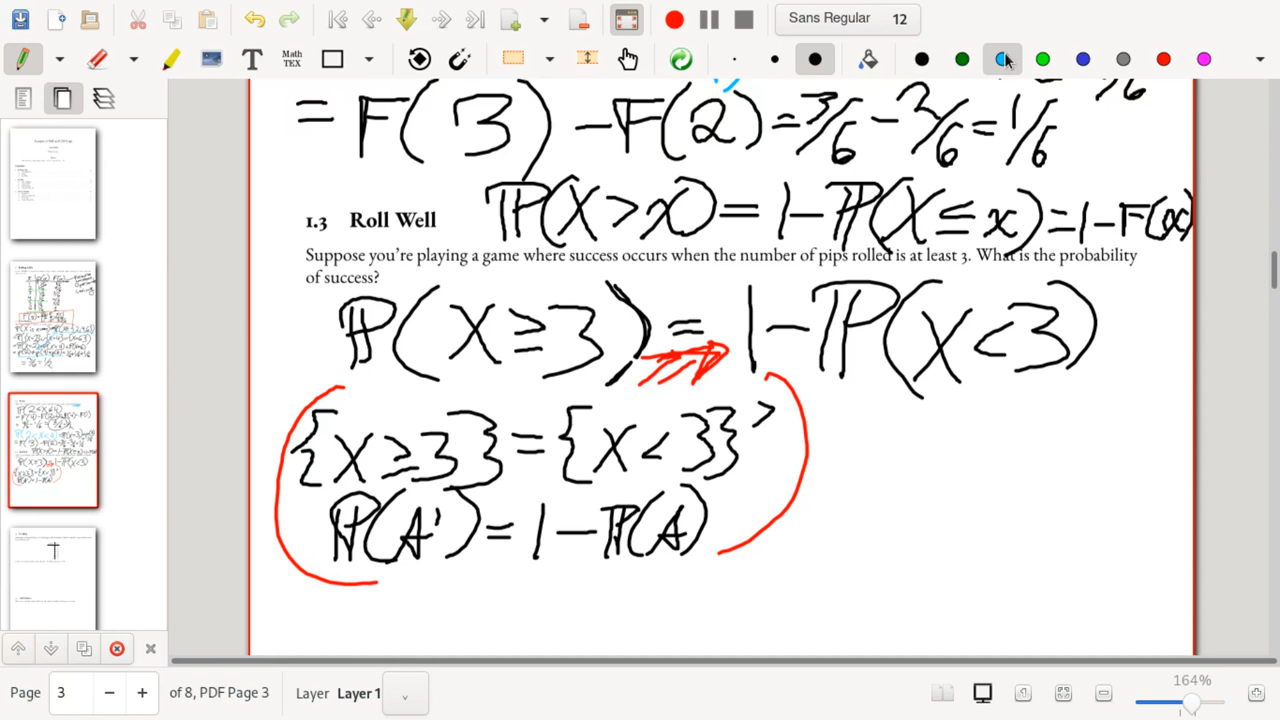 Sans Regular 12
Math
TEX
= F(3) - F(2) = 3/6 - 2/6 = 1/6
1.3 Roll Well
ℙ(X > x) = 1 - ℙ(X ≤ x) = 1 - F(x)
Suppose you're playing a game where success occurs when the number of pips rolled is at least 3. What is the probability
of success?
ℙ(X ≥ 3) = 1 - ℙ(X < 3)
{X ≥ 3} = {X < 3}'
ℙ(A') = 1 - ℙ(A)
Page 3 of 8, PDF Page 3 Layer Layer 1 164%